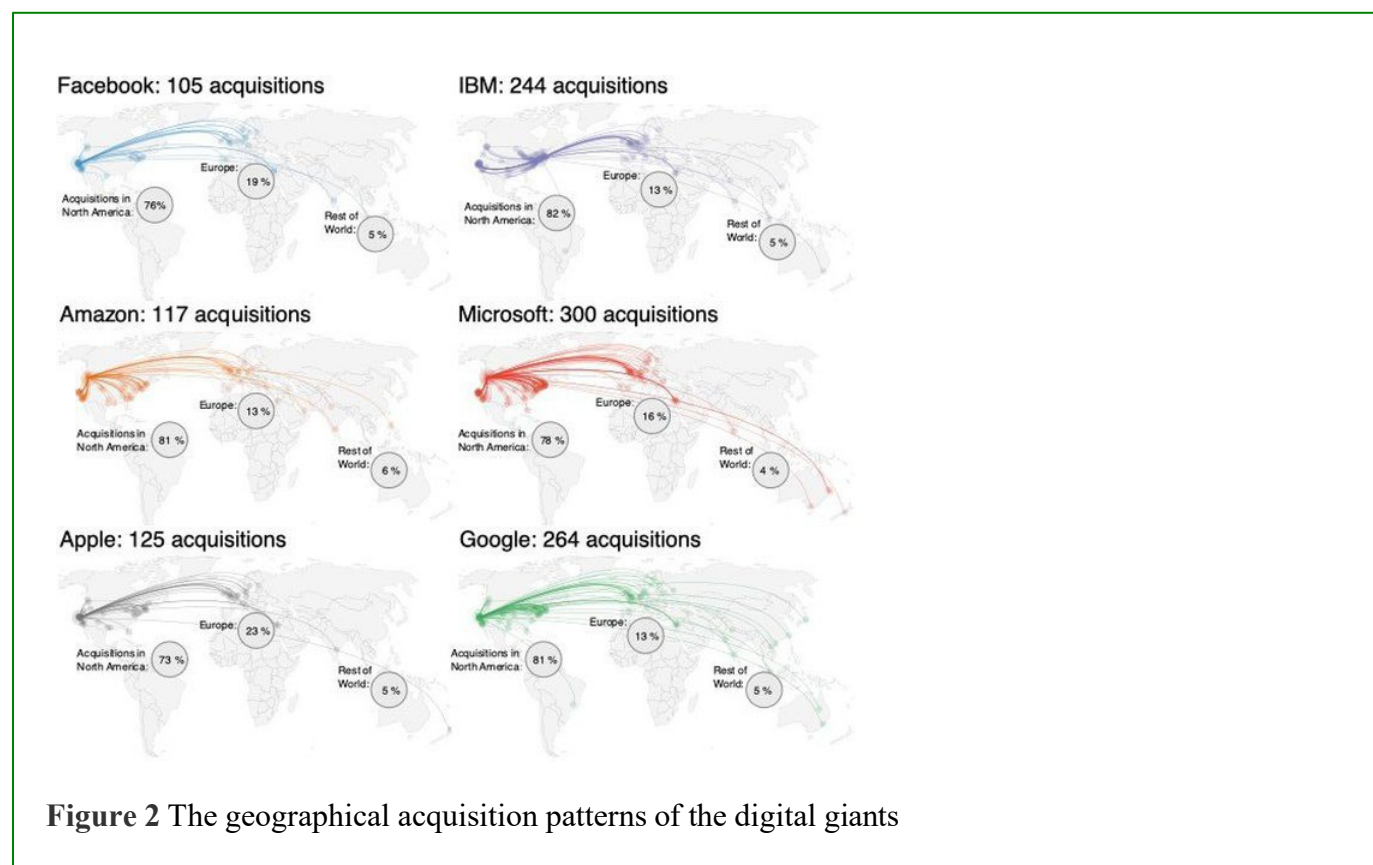 Facebook: 105 acquisitions
Europe:
19 %
Acquisitions in
North America:
76%
Rest of
World:
5 %
IBM: 244 acquisitions
Europe:
13 %
Acquisitions in
North America:
82 %
Rest of
World:
5 %
Amazon: 117 acquisitions
Europe:
13 %
Acquisitions in
North America:
81 %
Rest of
World:
6 %
Microsoft: 300 acquisitions
Europe:
16 %
Acquisitions in
North America:
78 %
Rest of
World:
4 %
Apple: 125 acquisitions
Europe:
23 %
Acquisitions in
North America:
73 %
Rest of
World:
5 %
Google: 264 acquisitions
Europe:
13 %
Acquisitions in
North America:
81 %
Rest of
World:
5 %
Figure 2 The geographical acquisition patterns of the digital giants